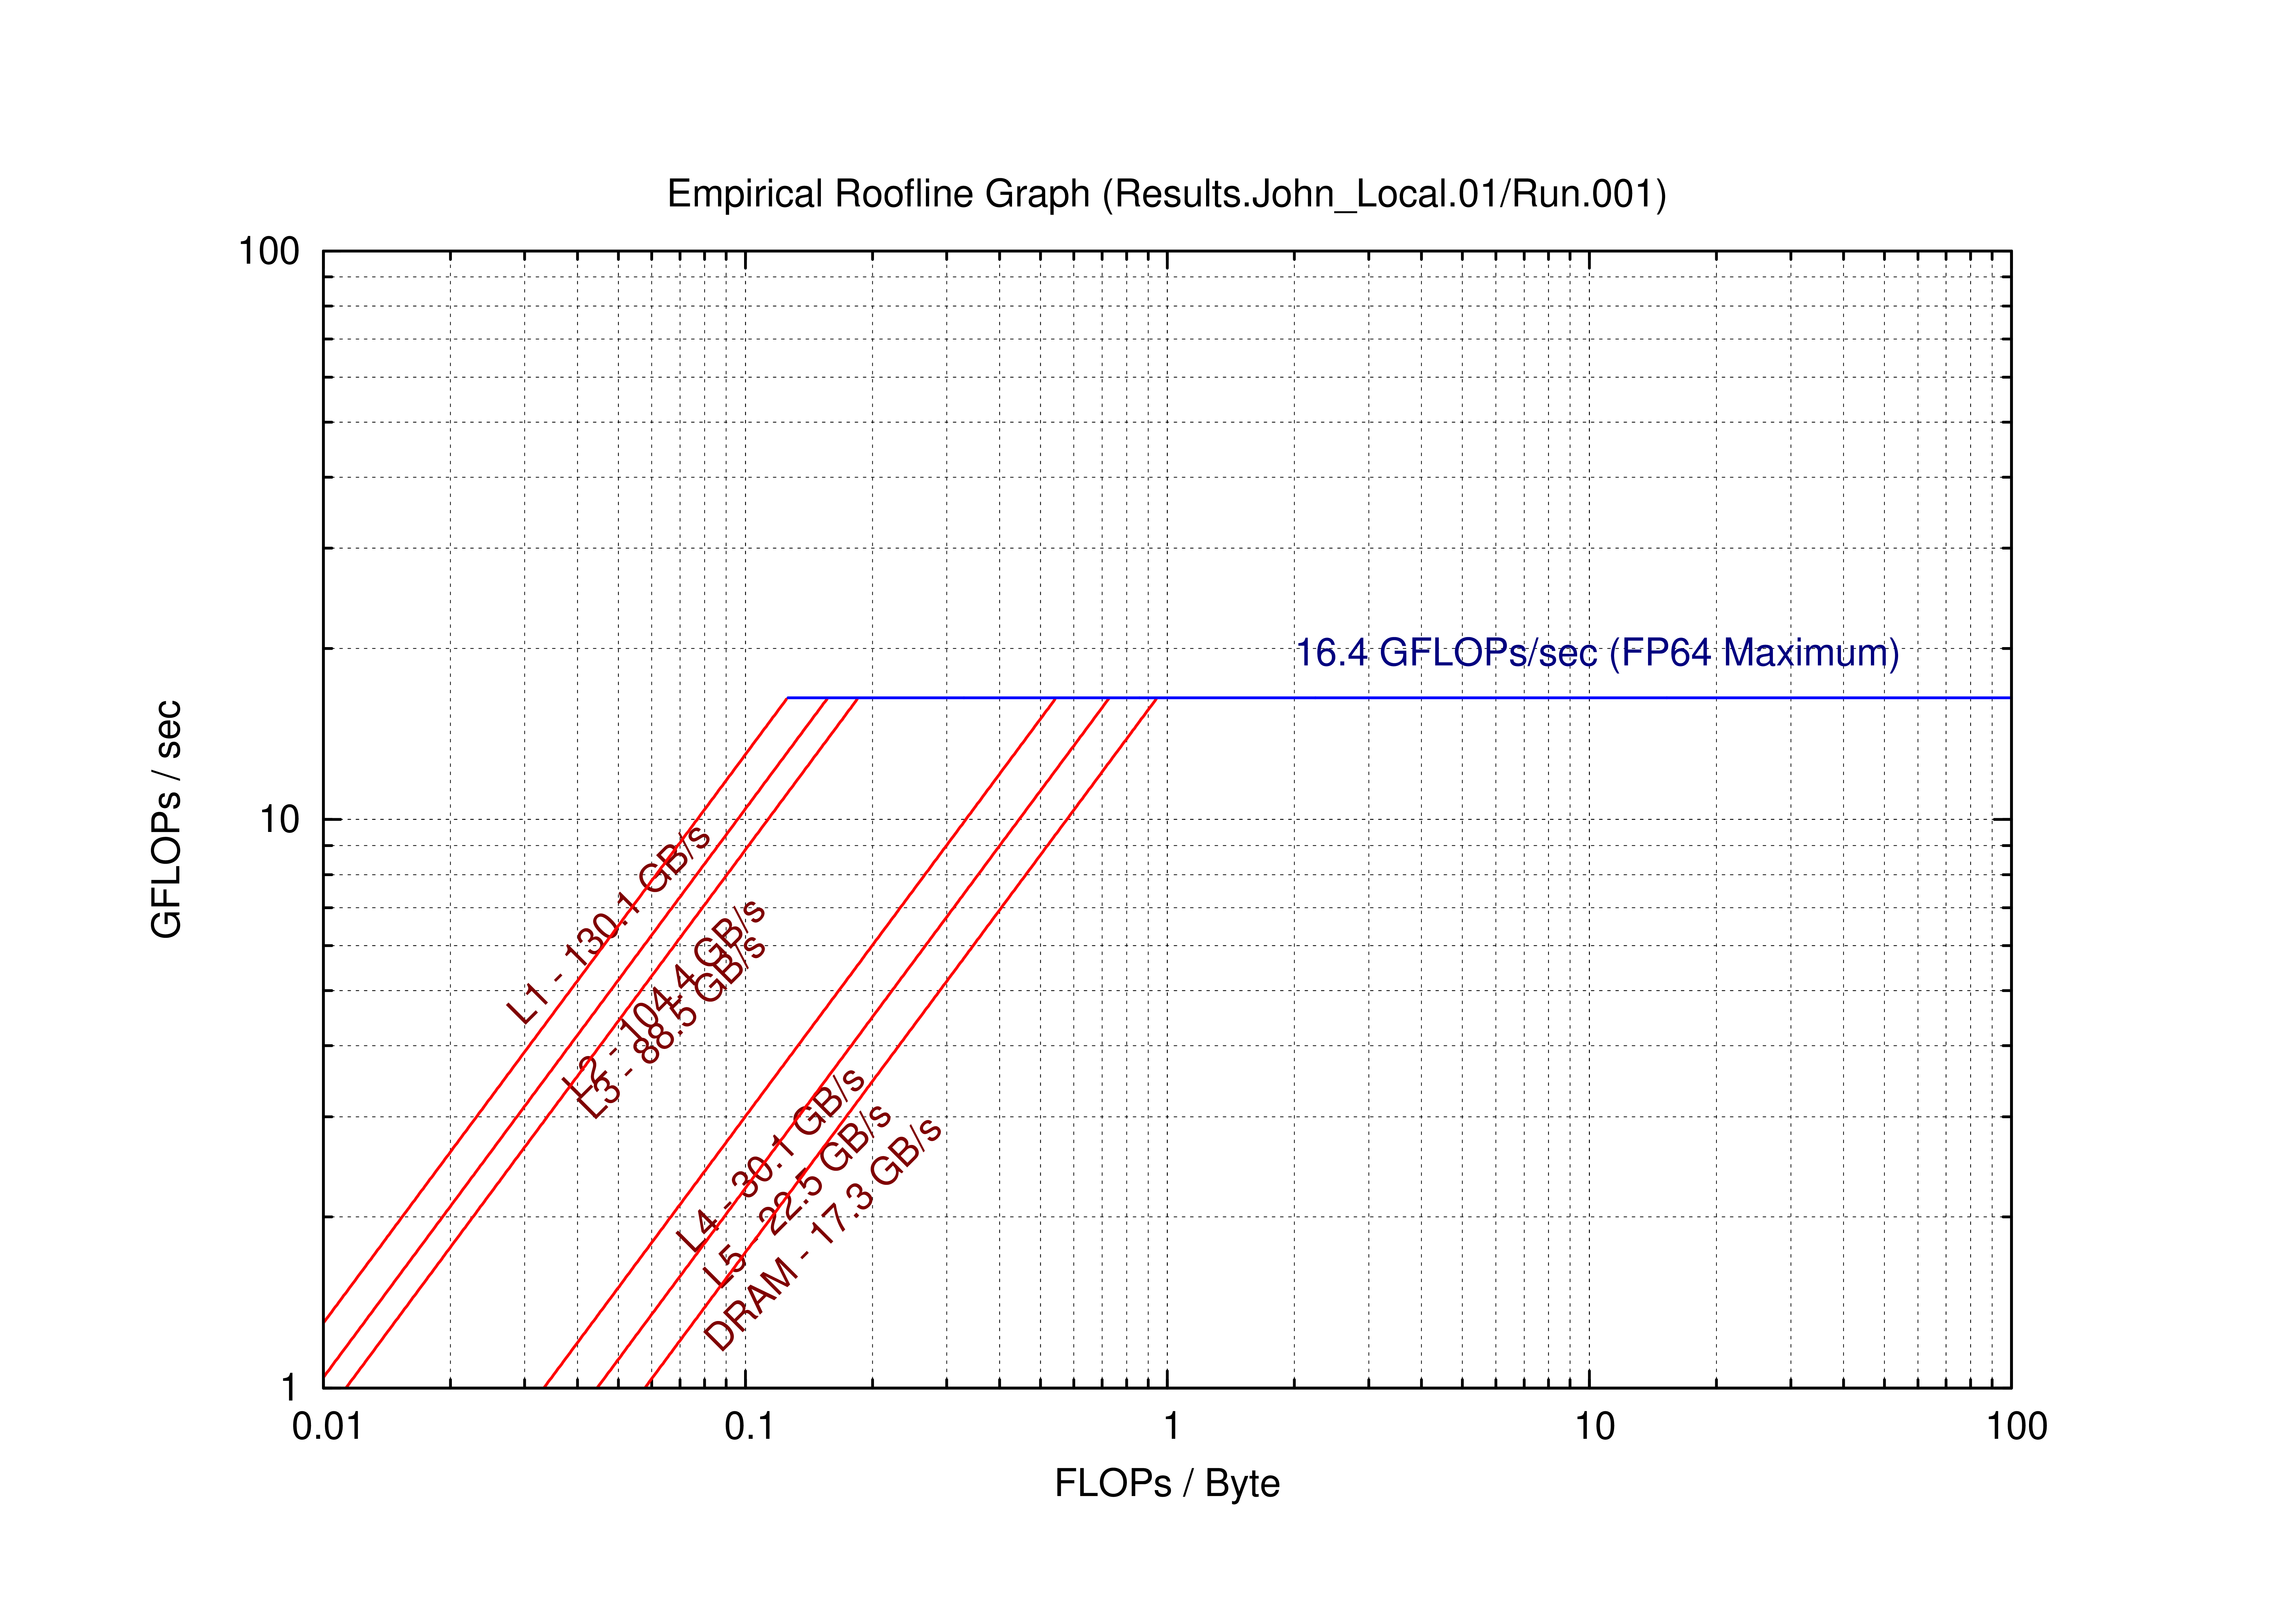 Empirical Roofline Graph (Results.John_Local.01/Run.001)
100
10
1
GFLOPs / sec
16.4 GFLOPs/sec (FP64 Maximum)
L1 - 130.1 GB/s
L2 - 104.4 GB/s
L3 - 88.5 GB/s
L4 - 30.1 GB/s
L5 - 22.5 GB/s
DRAM - 17.3 GB/s
0.01
0.1
1
10
100
FLOPs / Byte